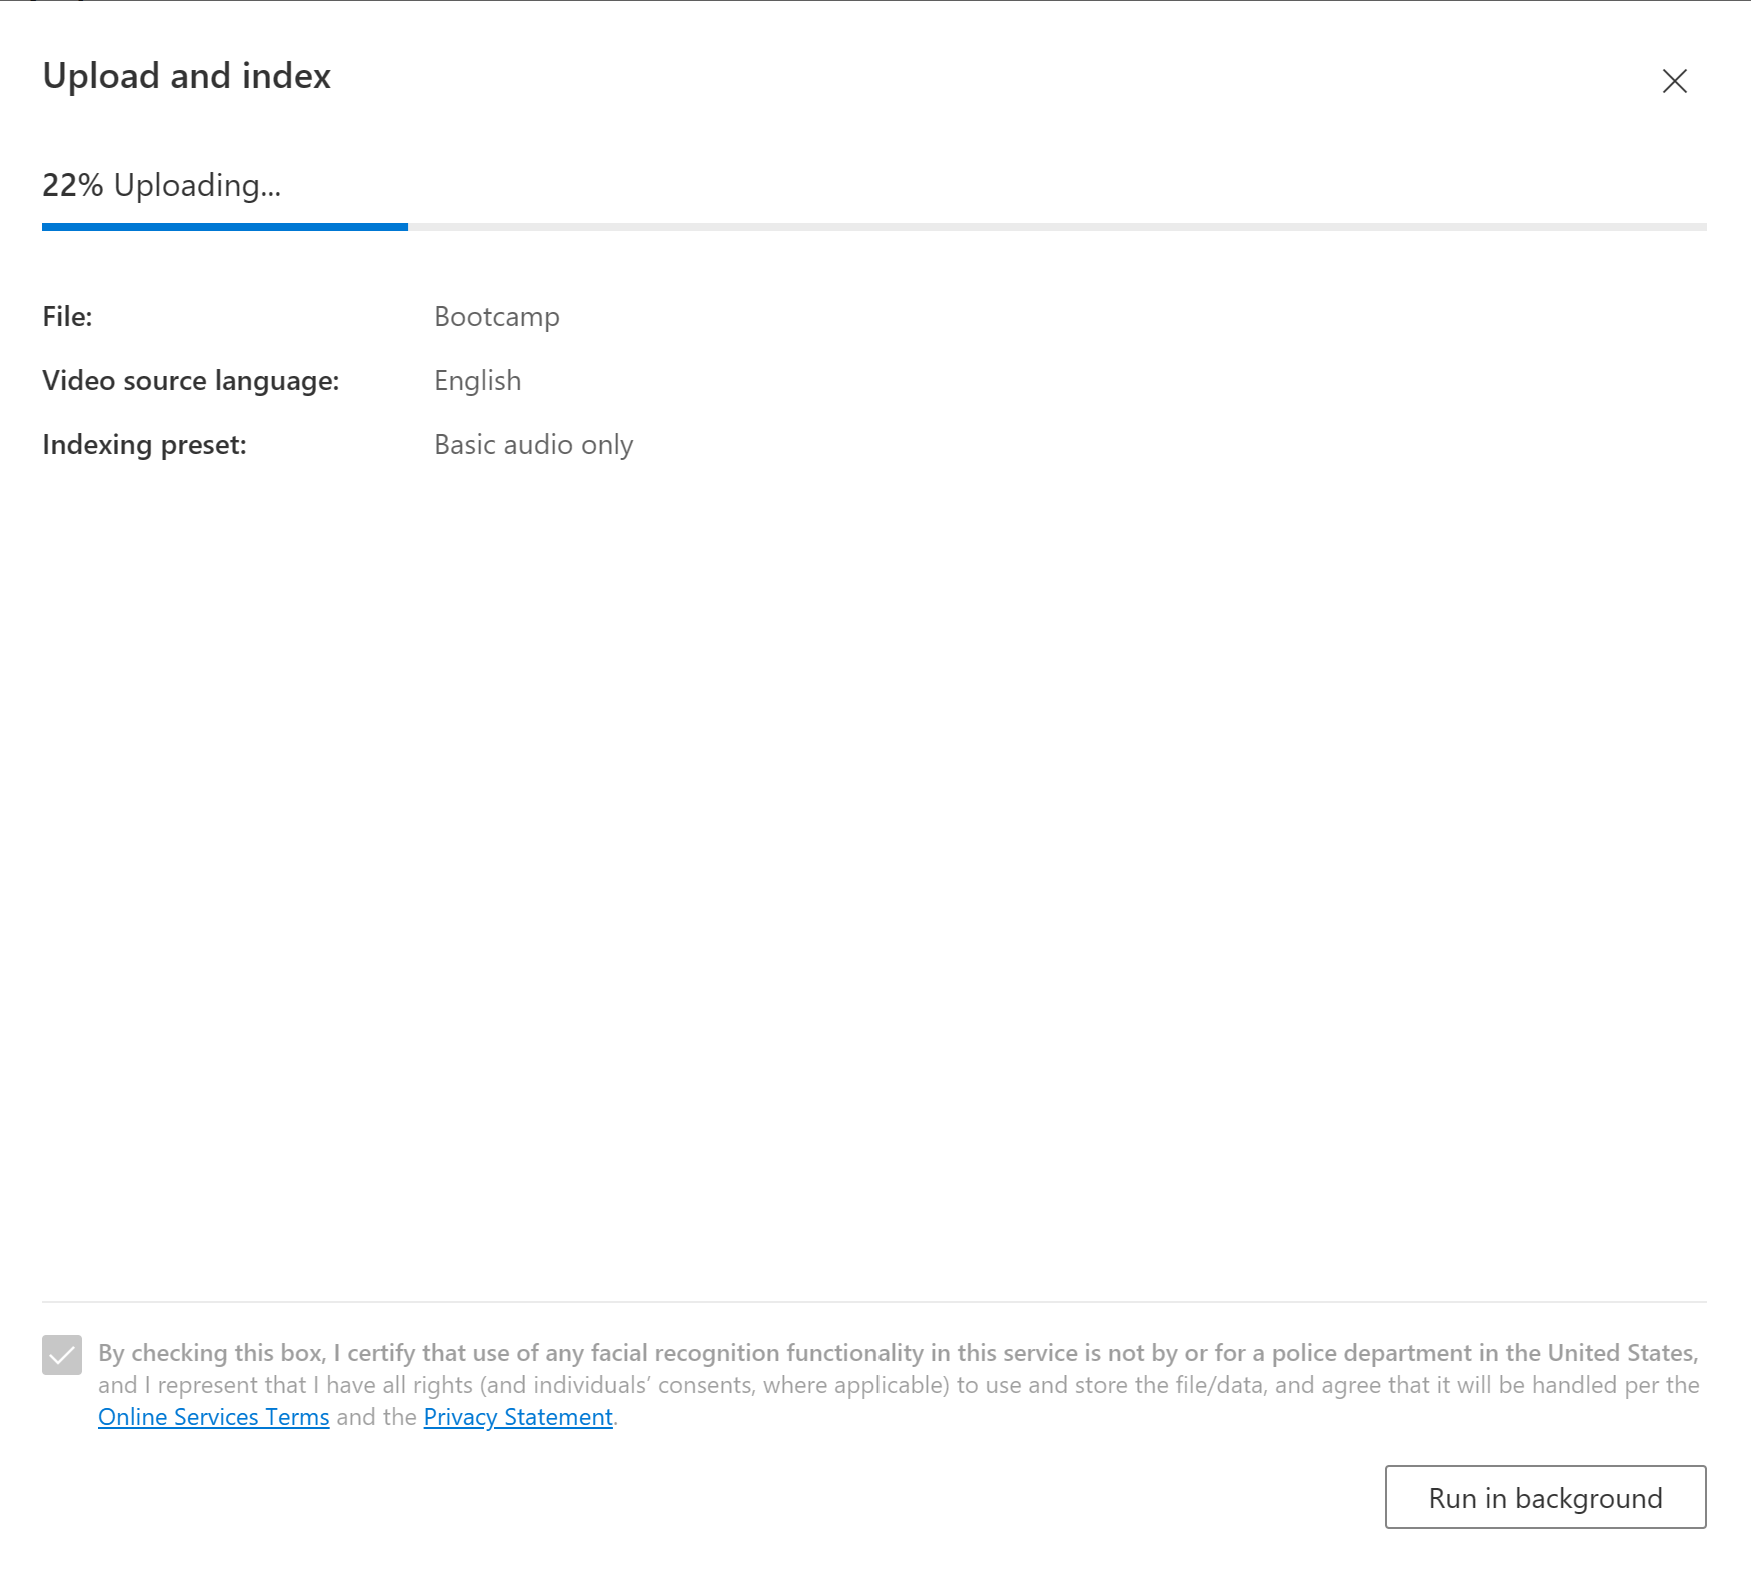 Upload and index
22% Uploading...
File: Bootcamp
Video source language: English
Indexing preset: Basic audio only
By checking this box, I certify that use of any facial recognition functionality in this service is not by or for a police department in the United States,
and I represent that I have all rights (and individuals’ consents, where applicable) to use and store the file/data, and agree that it will be handled per the
Online Services Terms and the Privacy Statement.
Run in background